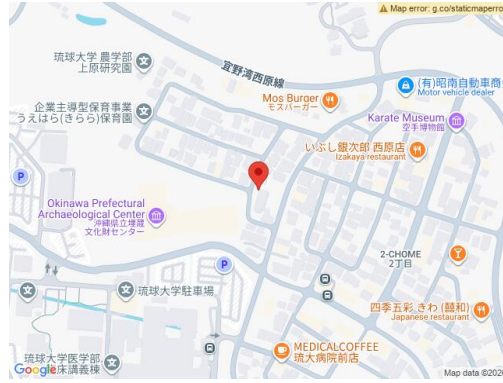 Map error: g.co/staticmaperro
琉球大学 農学部
上原研究園
宜野湾西原線
(有)昭南自動車商
Motor vehicle dealer
Mos Burger
モスバーガー
企業主導型保育事業
うえはら(きらら)保育園
Karate Museum
空手博物館
いぶし銀次郎 西原店
Izakaya restaurant
P
Okinawa Prefectural
Archaeological Center
沖縄県立埋蔵
文化財センター
P
2-CHOME
2丁目
琉球大学駐車場
四季五彩 きわ (囍和)
Japanese restaurant
MEDICALCOFFEE
琉大病院前店
琉球大学医学部
臨床講義棟
Google
Map data ©202